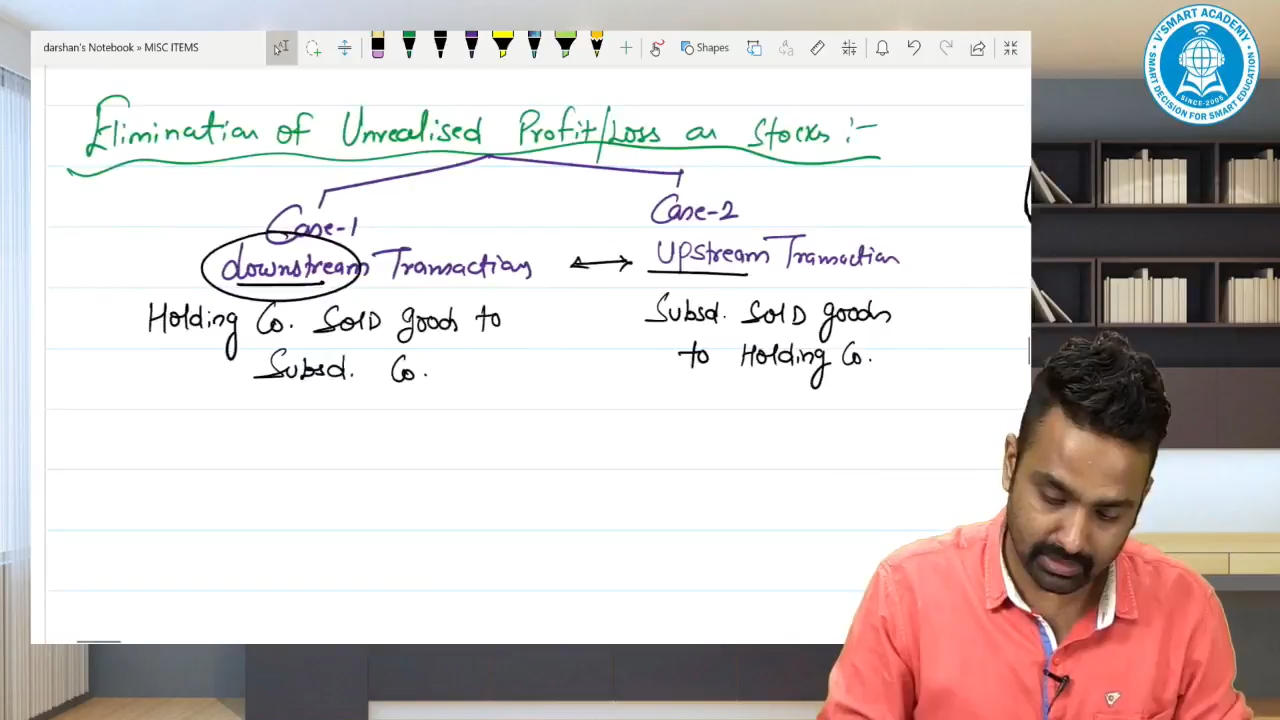 darshan's Notebook » MISC ITEMS
Shapes
V'SMART ACADEMY
SINCE-2005
SMART DECISION FOR SMART EDUCATION
Elimination of Unrealised Profit/Loss on Stocks :-
Case-1
Case-2
downstream Transactions
Upstream Transaction
Holding Co. Sold goods to
Subsd. Co.
Subsd. Sold goods
to Holding Co.